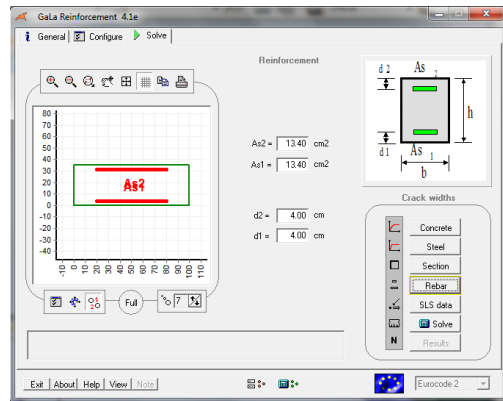 GaLa Reinforcement 4.1e
General Configure Solve
Reinforcement
As2 = 13.40 cm2
As1 = 13.40 cm2
d2 = 4.00 cm
d1 = 4.00 cm
80
70
60
50
40
30
20
10
0
-10
-20
-30
-40
As2
-10 0 10 20 30 40 50 60 70 80 90 100 110
Full
7
d 2 As 2
h
d 1 As 1
b
Crack widths
Concrete
Steel
Section
Rebar
SLS data
Solve
N Results
Exit About Help View Note
Eurocode 2